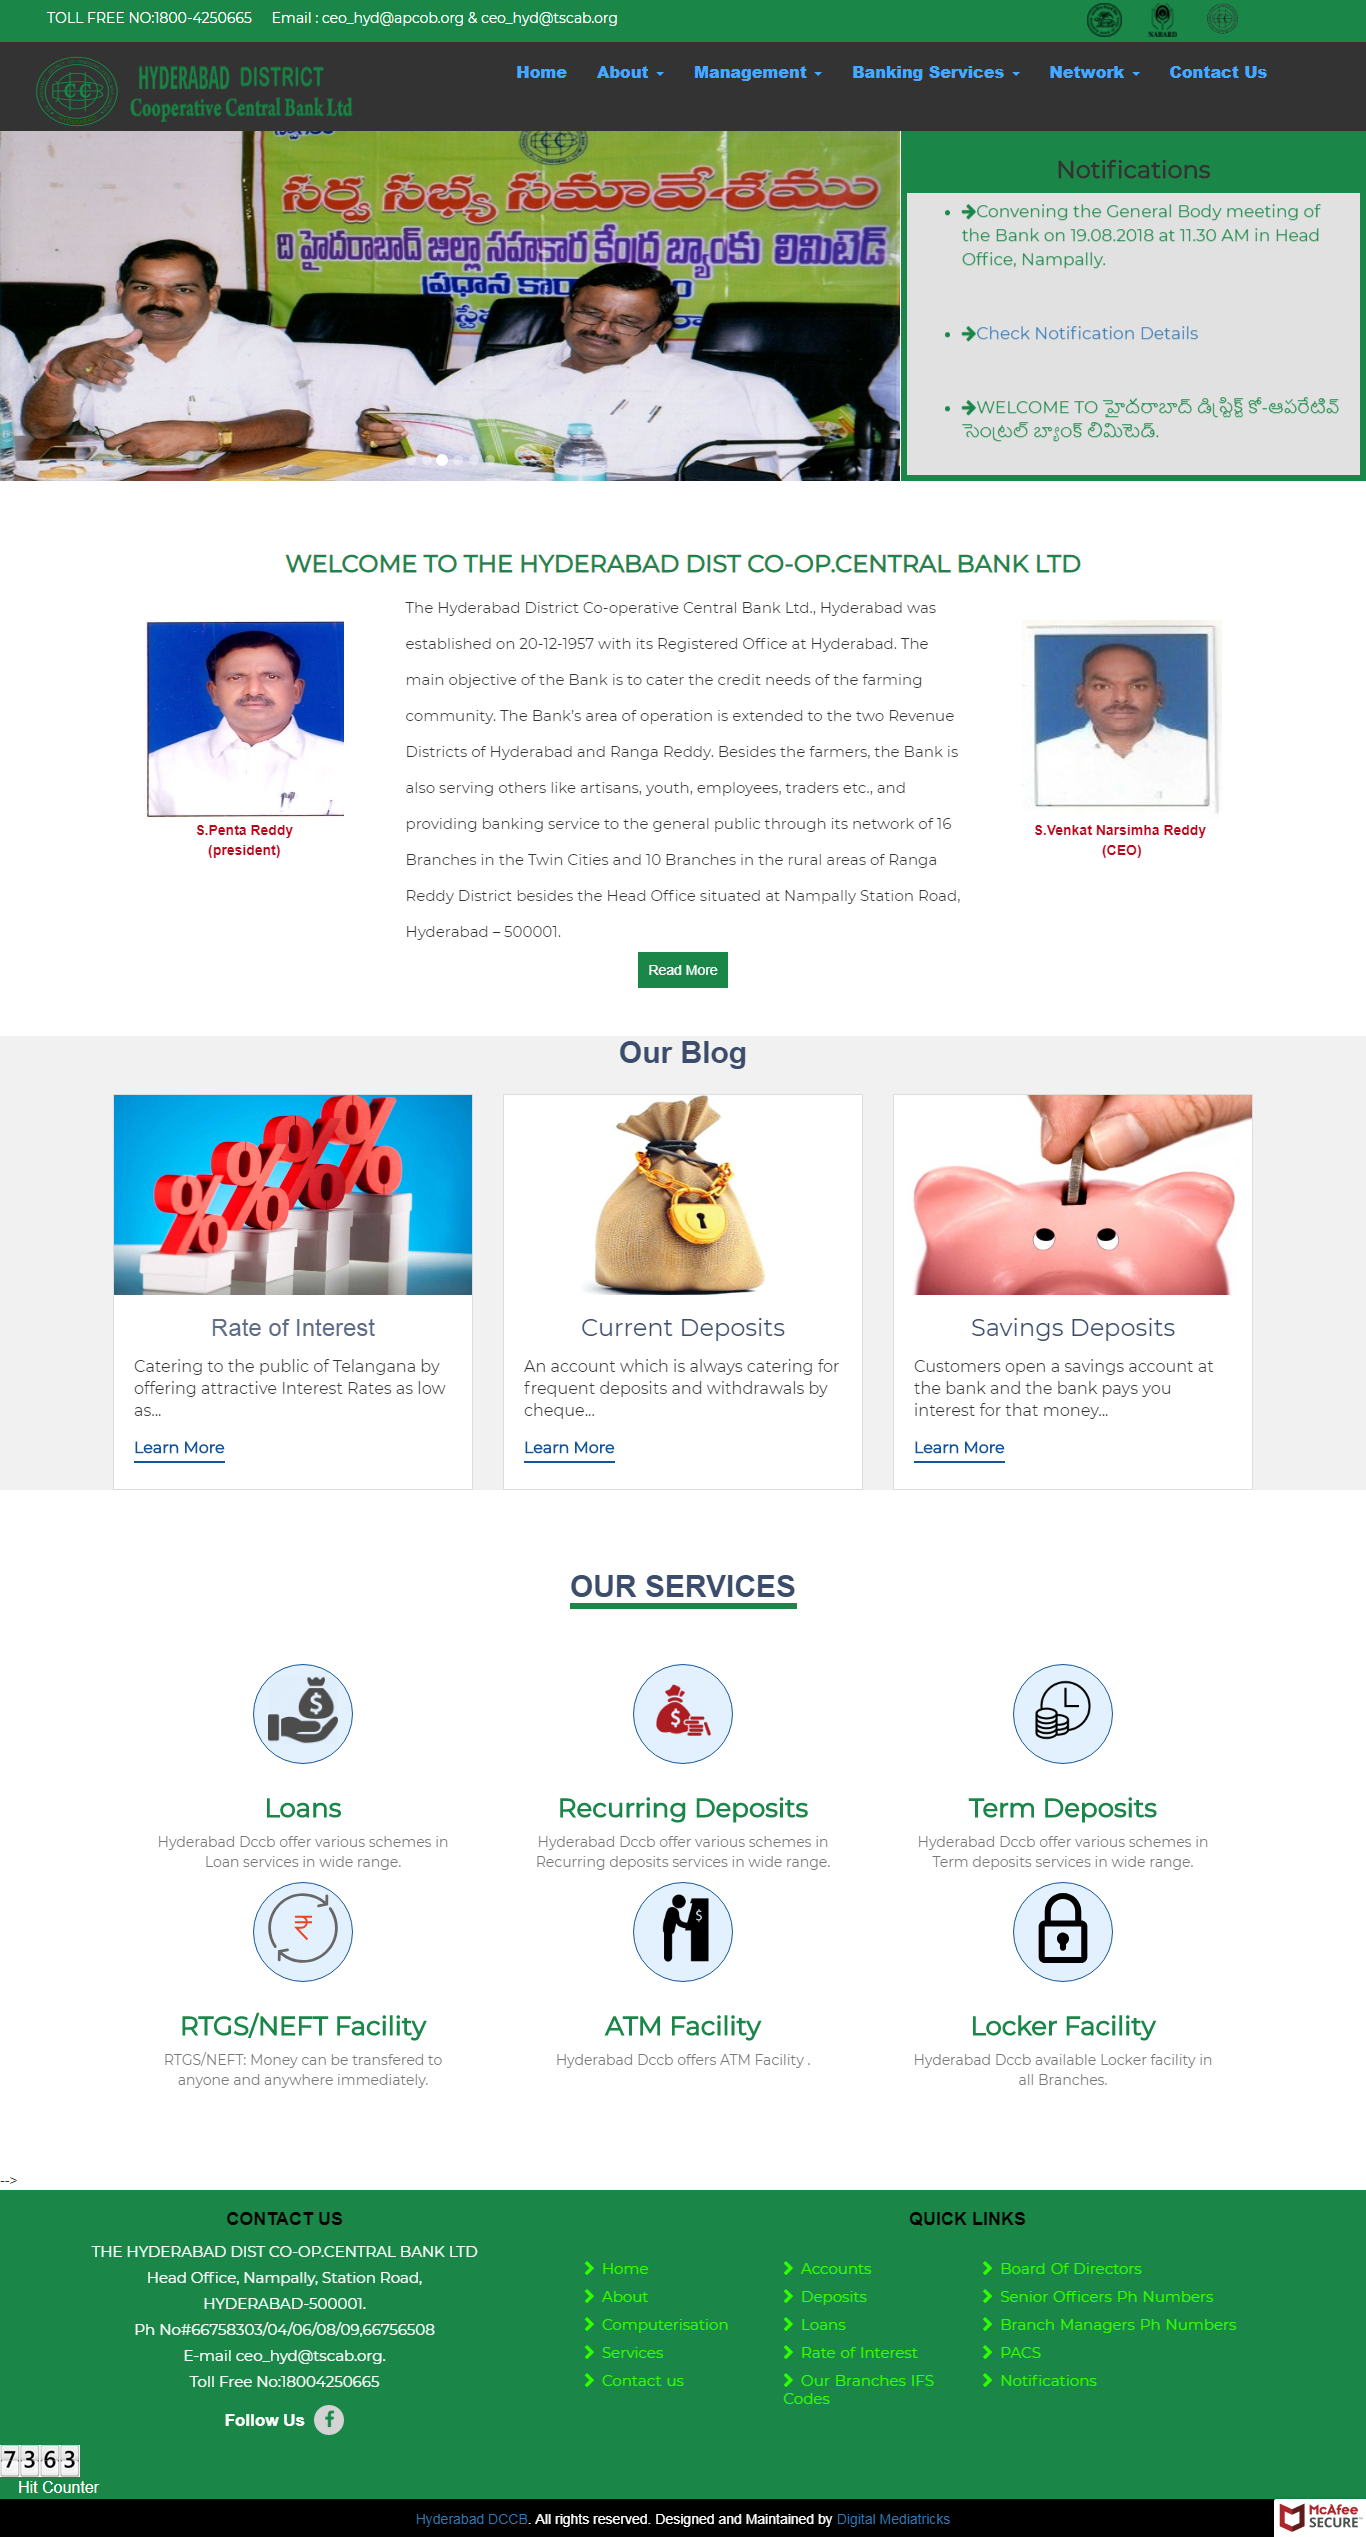 TOLL FREE NO:1800-4250665 Email : ceo_hyd@apcob.org & ceo_hyd@tscab.org
NABARD
CC
HYDERABAD DISTRICT
Cooperative Central Bank Ltd
Home About Management Banking Services Network Contact Us
సర్వ సభ్య సమావేశము
ది హైదరాబాద్ జిల్లా సహకార కేంద్ర బ్యాంకు లిమిటెడ్
ప్రధాన
Notifications
Convening the General Body meeting of
the Bank on 19.08.2018 at 11.30 AM in Head
Office, Nampally.
Check Notification Details
WELCOME TO హైదరాబాద్ డిస్ట్రిక్ట్ కో-ఆపరేటివ్
సెంట్రల్ బ్యాంక్ లిమిటెడ్.
WELCOME TO THE HYDERABAD DIST CO-OP.CENTRAL BANK LTD
The Hyderabad District Co-operative Central Bank Ltd., Hyderabad was
established on 20-12-1957 with its Registered Office at Hyderabad. The
main objective of the Bank is to cater the credit needs of the farming
community. The Bank’s area of operation is extended to the two Revenue
Districts of Hyderabad and Ranga Reddy. Besides the farmers, the Bank is
also serving others like artisans, youth, employees, traders etc., and
providing banking service to the general public through its network of 16
Branches in the Twin Cities and 10 Branches in the rural areas of Ranga
Reddy District besides the Head Office situated at Nampally Station Road,
Hyderabad – 500001.
S.Penta Reddy
(president)
S.Venkat Narsimha Reddy
(CEO)
Read More
Our Blog
Rate of Interest
Catering to the public of Telangana by
offering attractive Interest Rates as low
as...
Learn More
Current Deposits
An account which is always catering for
frequent deposits and withdrawals by
cheque...
Learn More
Savings Deposits
Customers open a savings account at
the bank and the bank pays you
interest for that money...
Learn More
OUR SERVICES
Loans
Hyderabad Dccb offer various schemes in
Loan services in wide range.
Recurring Deposits
Hyderabad Dccb offer various schemes in
Recurring deposits services in wide range.
Term Deposits
Hyderabad Dccb offer various schemes in
Term deposits services in wide range.
RTGS/NEFT Facility
RTGS/NEFT: Money can be transfered to
anyone and anywhere immediately.
ATM Facility
Hyderabad Dccb offers ATM Facility .
Locker Facility
Hyderabad Dccb available Locker facility in
all Branches.
-->
CONTACT US
THE HYDERABAD DIST CO-OP.CENTRAL BANK LTD
Head Office, Nampally, Station Road,
HYDERABAD-500001.
Ph No#66758303/04/06/08/09,66756508
E-mail ceo_hyd@tscab.org.
Toll Free No:18004250665
Follow Us
QUICK LINKS
Home
About
Computerisation
Services
Contact us
Accounts
Deposits
Loans
Rate of Interest
Our Branches IFS
Codes
Board Of Directors
Senior Officers Ph Numbers
Branch Managers Ph Numbers
PACS
Notifications
7363
Hit Counter
Hyderabad DCCB. All rights reserved. Designed and Maintained by Digital Mediatricks
McAfee
SECURE